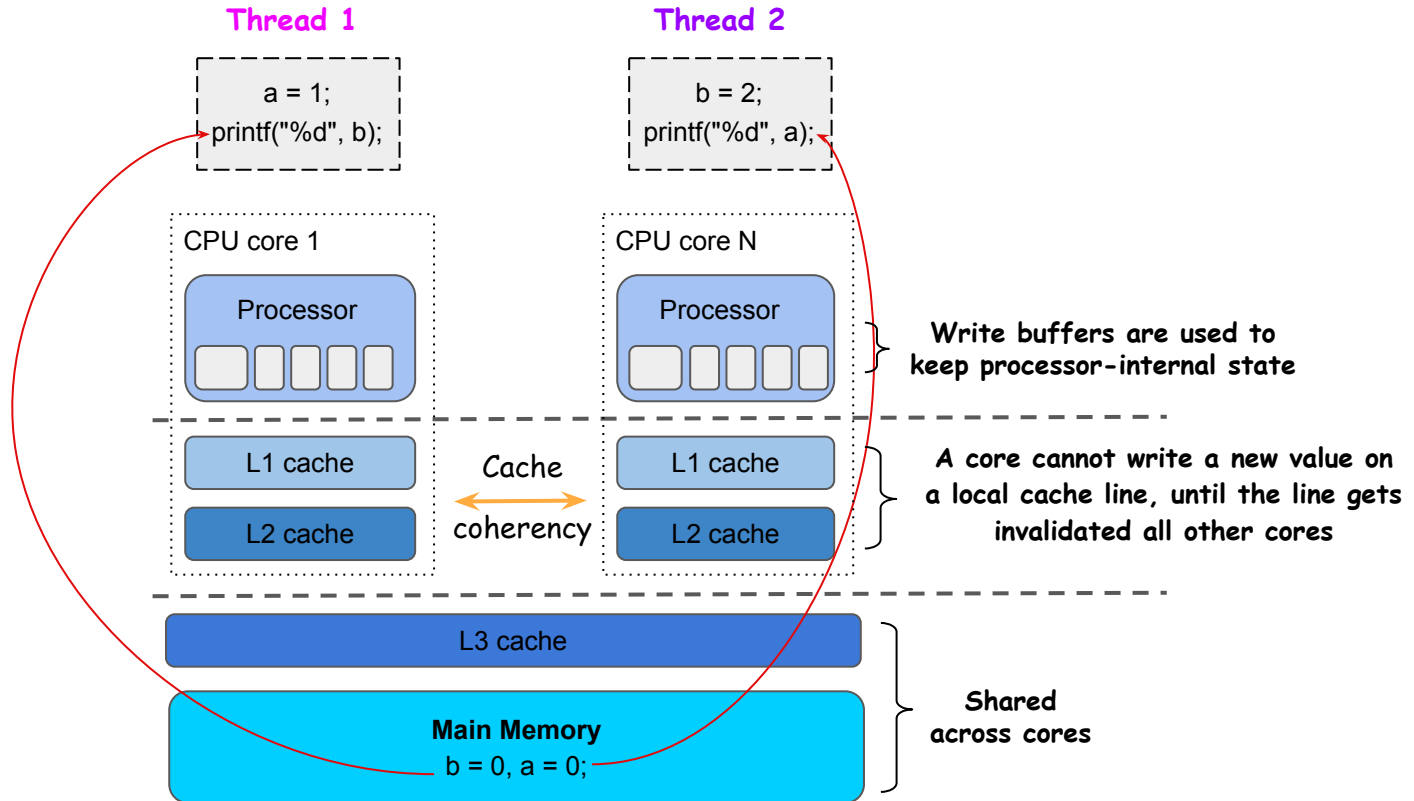 Thread 1
Thread 2
a = 1;
printf("%d", b);
b = 2;
printf("%d", a);
CPU core 1
CPU core N
Processor
Processor
Write buffers are used to
keep processor-internal state
L1 cache
L2 cache
Cache
coherency
L1 cache
L2 cache
A core cannot write a new value on
a local cache line, until the line gets
invalidated all other cores
L3 cache
Main Memory
b = 0, a = 0;
Shared
across cores